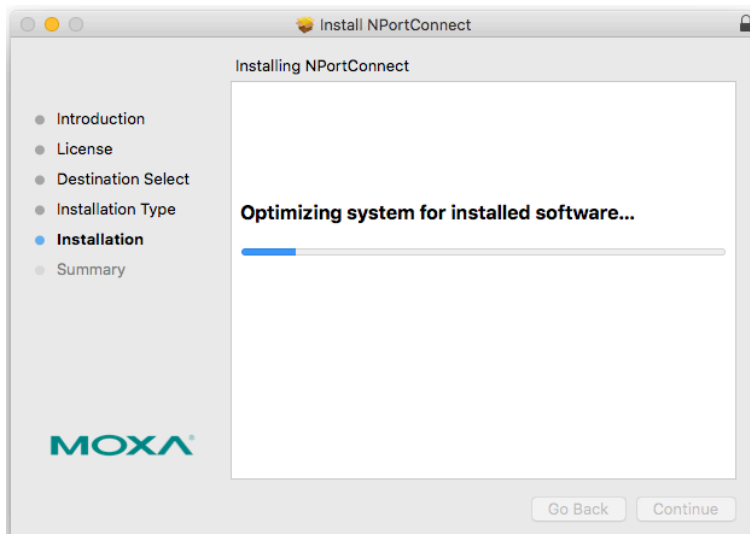 Install NPortConnect
Installing NPortConnect
Introduction
License
Destination Select
Installation Type
Installation
Summary
Optimizing system for installed software...
MOXA®
Go Back
Continue